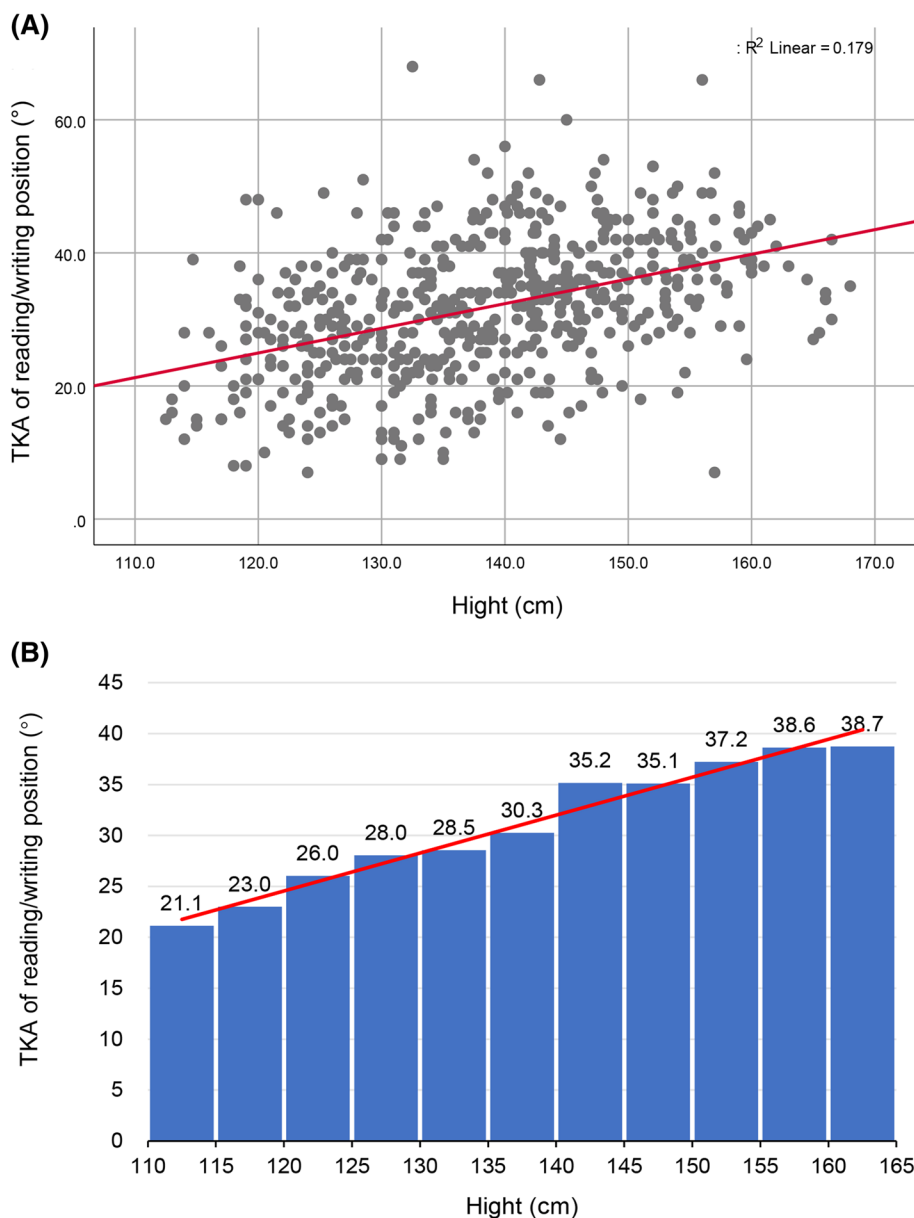 (A)
: R² Linear = 0.179
TKA of reading/writing position (°)
60.0
40.0
20.0
.0
110.0 120.0 130.0 140.0 150.0 160.0 170.0
Hight (cm)
(B)
TKA of reading/writing position (°)
45
40
35
30
25
20
15
10
5
0
21.1 23.0 26.0 28.0 28.5 30.3 35.2 35.1 37.2 38.6 38.7
110 115 120 125 130 135 140 145 150 155 160 165
Hight (cm)